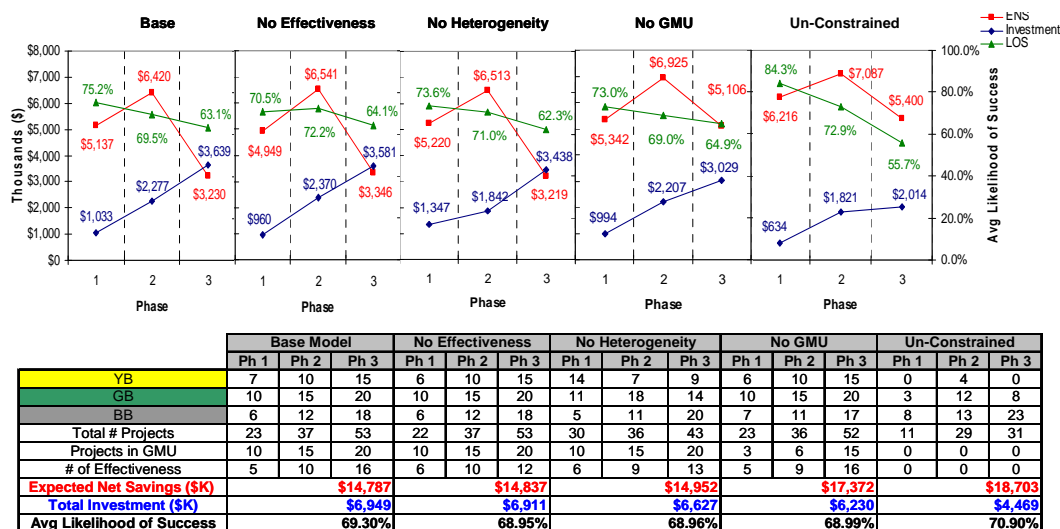 Base No Effectiveness No Heterogeneity No GMU Un-Constrained
ENS
Investment
LOS
Thousands ($)
$8,000
$7,000
$6,000
$5,000
$4,000
$3,000
$2,000
$1,000
$0
75.2%
$6,420
63.1%
69.5%
$5,137
$3,639
$2,277
$3,230
$1,033
1 2 3
Phase
$6,541
70.5%
64.1%
72.2%
$4,949
$3,581
$2,370
$3,346
$960
1 2 3
Phase
$6,513
73.6%
62.3%
71.0%
$5,220
$3,438
$1,842
$3,219
$1,347
1 2 3
Phase
$6,925
73.0%
$5,106
$5,342
69.0%
64.9%
$3,029
$2,207
$994
1 2 3
Phase
84.3%
$7,087
$6,216
$5,400
72.9%
55.7%
$1,821
$2,014
$634
1 2 3
Phase
100.0%
80.0%
60.0%
40.0%
20.0%
0.0%
Avg Likelihood of Success
Base Model No Effectiveness No Heterogeneity No GMU Un-Constrained
Ph 1 Ph 2 Ph 3 Ph 1 Ph 2 Ph 3 Ph 1 Ph 2 Ph 3 Ph 1 Ph 2 Ph 3 Ph 1 Ph 2 Ph 3
YB 7 10 15 6 10 15 14 7 9 6 10 15 0 4 0
GB 10 15 20 10 15 20 11 18 14 10 15 20 3 12 8
BB 6 12 18 6 12 18 5 11 20 7 11 17 8 13 23
Total # Projects 23 37 53 22 37 53 30 36 43 23 36 52 11 29 31
Projects in GMU 10 15 20 10 15 20 10 15 20 3 6 15 0 0 0
# of Effectiveness 5 10 16 6 10 12 6 9 13 5 9 16 0 0 0
Expected Net Savings ($K) $14,787 $14,837 $14,952 $17,372 $18,703
Total Investment ($K) $6,949 $6,911 $6,627 $6,230 $4,469
Avg Likelihood of Success 69.30% 68.95% 68.96% 68.99% 70.90%